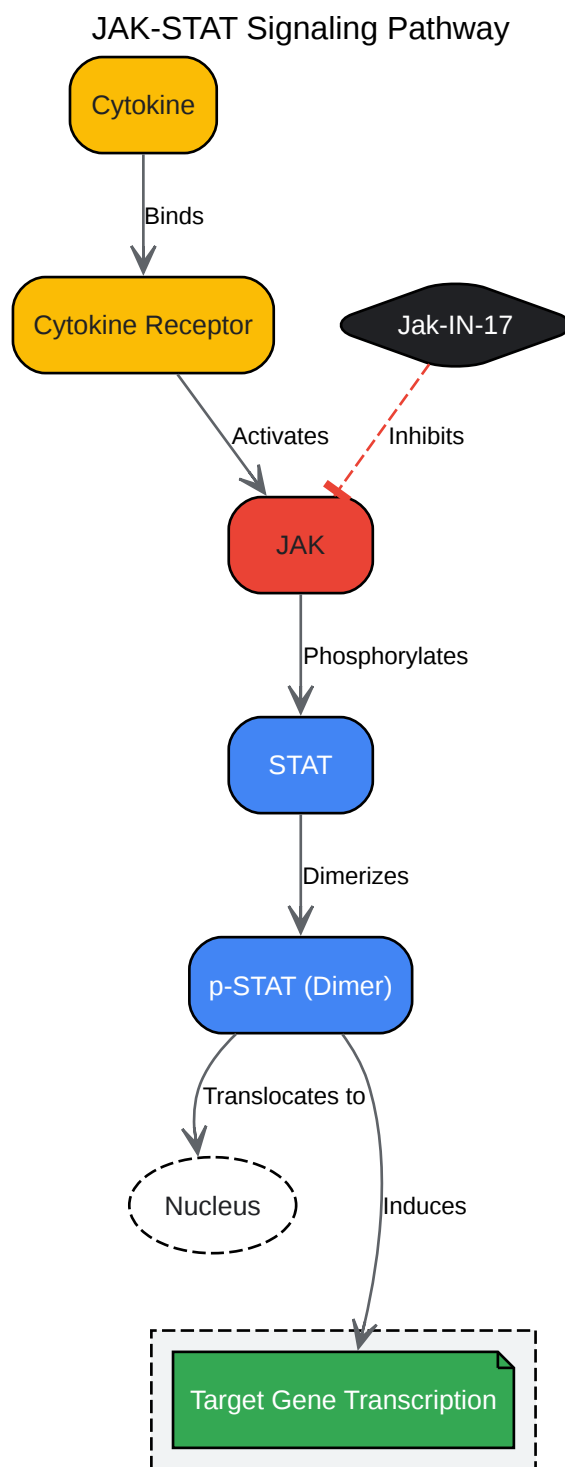 JAK-STAT Signaling Pathway
Cytokine
Binds
Cytokine Receptor
Jak-IN-17
Activates
Inhibits
JAK
Phosphorylates
STAT
Dimerizes
p-STAT (Dimer)
Translocates to
Nucleus
Induces
Target Gene Transcription